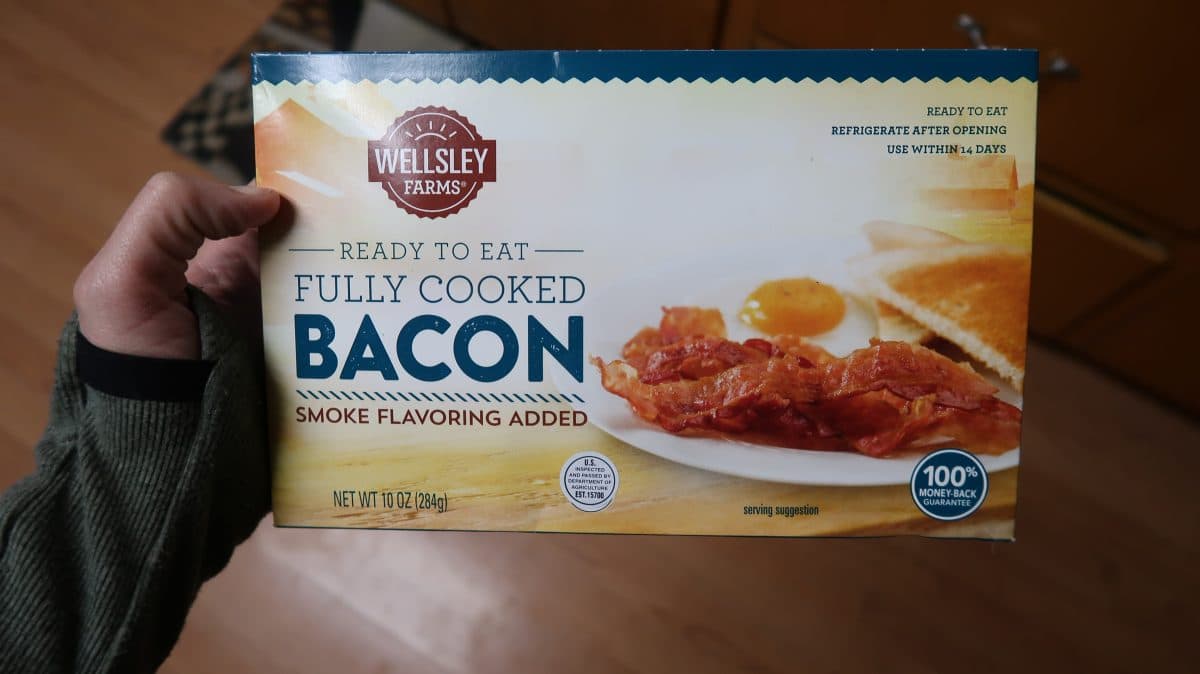 WELLSLEY
FARMS®
READY TO EAT
REFRIGERATE AFTER OPENING
USE WITHIN 14 DAYS
READY TO EAT
FULLY COOKED
BACON
SMOKE FLAVORING ADDED
NET WT 10 OZ (284g)
U.S.
INSPECTED
AND PASSED BY
DEPARTMENT OF
AGRICULTURE
EST. 15700
serving suggestion
100%
MONEY-BACK
GUARANTEE